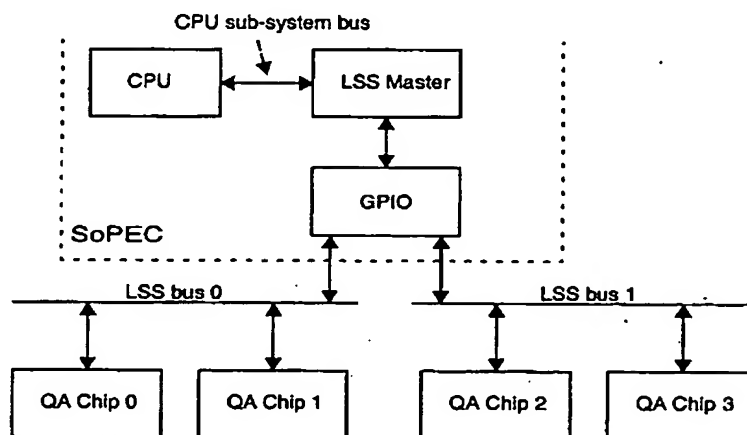 CPU sub-system bus
CPU
LSS Master
GPIO
SoPEC
LSS bus 0
LSS bus 1
QA Chip 0
QA Chip 1
QA Chip 2
QA Chip 3